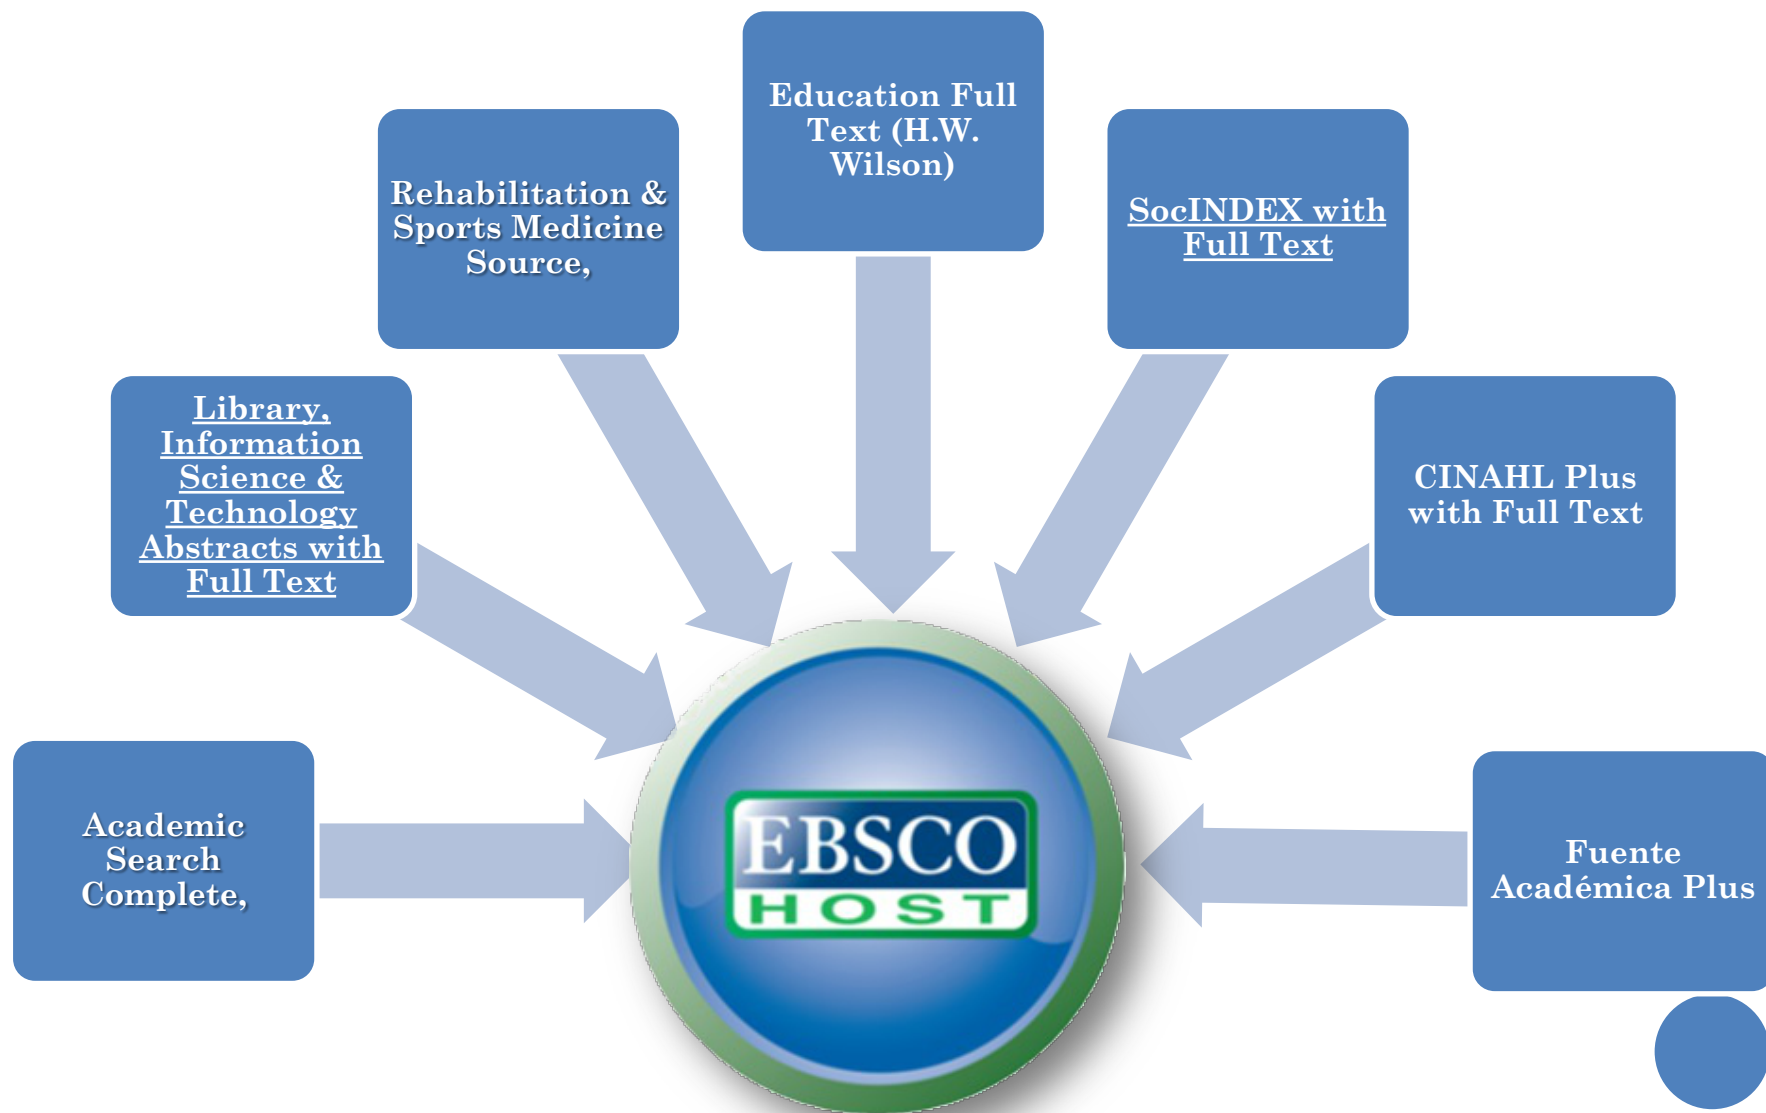 Education Full
Text (H.W.
Wilson)
Rehabilitation &
Sports Medicine
Source,
SocINDEX with
Full Text
Library,
Information
Science &
Technology
Abstracts with
Full Text
CINAHL Plus
with Full Text
Academic
Search
Complete,
Fuente
Académica Plus
EBSCO
HOST